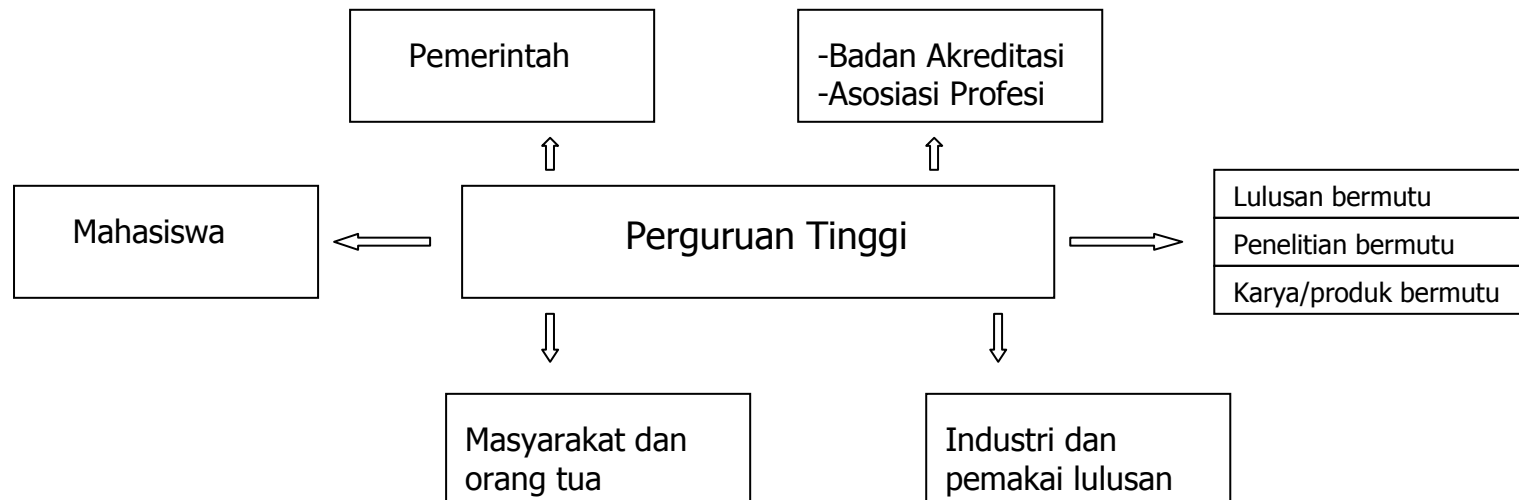 Pemerintah
-Badan Akreditasi
-Asosiasi Profesi
Mahasiswa
Perguruan Tinggi
Lulusan bermutu
Penelitian bermutu
Karya/produk bermutu
Masyarakat dan
orang tua
Industri dan
pemakai lulusan